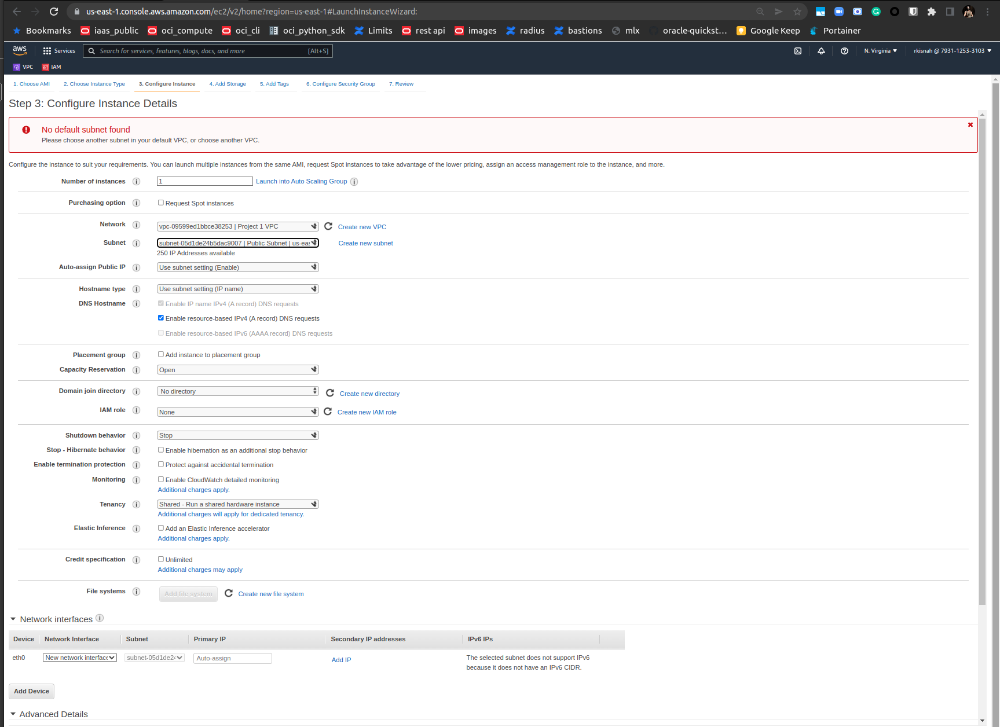 us-east-1.console.aws.amazon.com/ec2/v2/home?region=us-east-1#LaunchInstanceWizard:
Bookmarks iaas_public oci_compute oci_cli oci_python_sdk Limits rest api images radius bastions mlx oracle-quickst... Google Keep Portainer
aws Services Search for services, features, blogs, docs, and more [Alt+S] N. Virginia rkisnah @ 7931-1253-3103
VPC IAM
1. Choose AMI 2. Choose Instance Type 3. Configure Instance 4. Add Storage 5. Add Tags 6. Configure Security Group 7. Review
Step 3: Configure Instance Details
No default subnet found
Please choose another subnet in your default VPC, or choose another VPC.
Configure the instance to suit your requirements. You can launch multiple instances from the same AMI, request Spot instances to take advantage of the lower pricing, assign an access management role to the instance, and more.
Number of instances 1 Launch into Auto Scaling Group
Purchasing option Request Spot instances
Network vpc-09599ed1bbce38253 | Project 1 VPC Create new VPC
Subnet subnet-05d1de24b5dac9007 | Public Subnet | us-eas Create new subnet
250 IP Addresses available
Auto-assign Public IP Use subnet setting (Enable)
Hostname type Use subnet setting (IP name)
DNS Hostname Enable IP name IPv4 (A record) DNS requests
Enable resource-based IPv4 (A record) DNS requests
Enable resource-based IPv6 (AAAA record) DNS requests
Placement group Add instance to placement group
Capacity Reservation Open
Domain join directory No directory Create new directory
IAM role None Create new IAM role
Shutdown behavior Stop
Stop - Hibernate behavior Enable hibernation as an additional stop behavior
Enable termination protection Protect against accidental termination
Monitoring Enable CloudWatch detailed monitoring
Additional charges apply.
Tenancy Shared - Run a shared hardware instance
Additional charges will apply for dedicated tenancy.
Elastic Inference Add an Elastic Inference accelerator
Additional charges apply.
Credit specification Unlimited
Additional charges may apply
File systems Add file system Create new file system
Network interfaces
Device Network Interface Subnet Primary IP Secondary IP addresses IPv6 IPs
eth0 New network interface subnet-05d1de24 Auto-assign Add IP The selected subnet does not support IPv6
because it does not have an IPv6 CIDR.
Add Device
Advanced Details